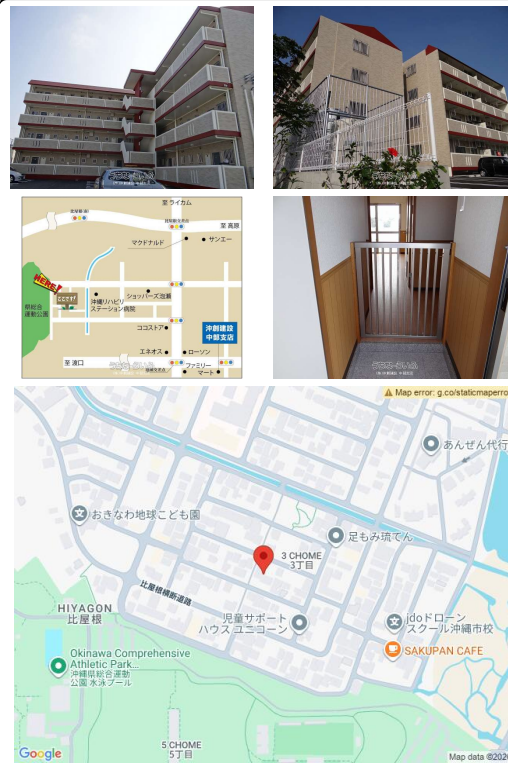 至 ライカム
至 高原
マクドナルド
サンエー
HERE!
ここです!
沖縄リハビリ
ステーション病院
ショッパーズ泡瀬
県総合
運動公園
ココストア
沖創建設
中部支店
エネオス
ローソン
至 渡口
ファミリー
マート
Map error: g.co/staticmaperro
あんぜん代行
おきなわ地球こども園
足もみ琉てん
3 CHOME
3丁目
比屋根横断道路
HIYAGON
比屋根
児童サポート
ハウス ユニコーン
jdoドローン
スクール沖縄市校
SAKUPAN CAFE
Okinawa Comprehensive
Athletic Park...
沖縄県総合運動
公園 水泳プール
5 CHOME
5丁目
Google
Map data ©202